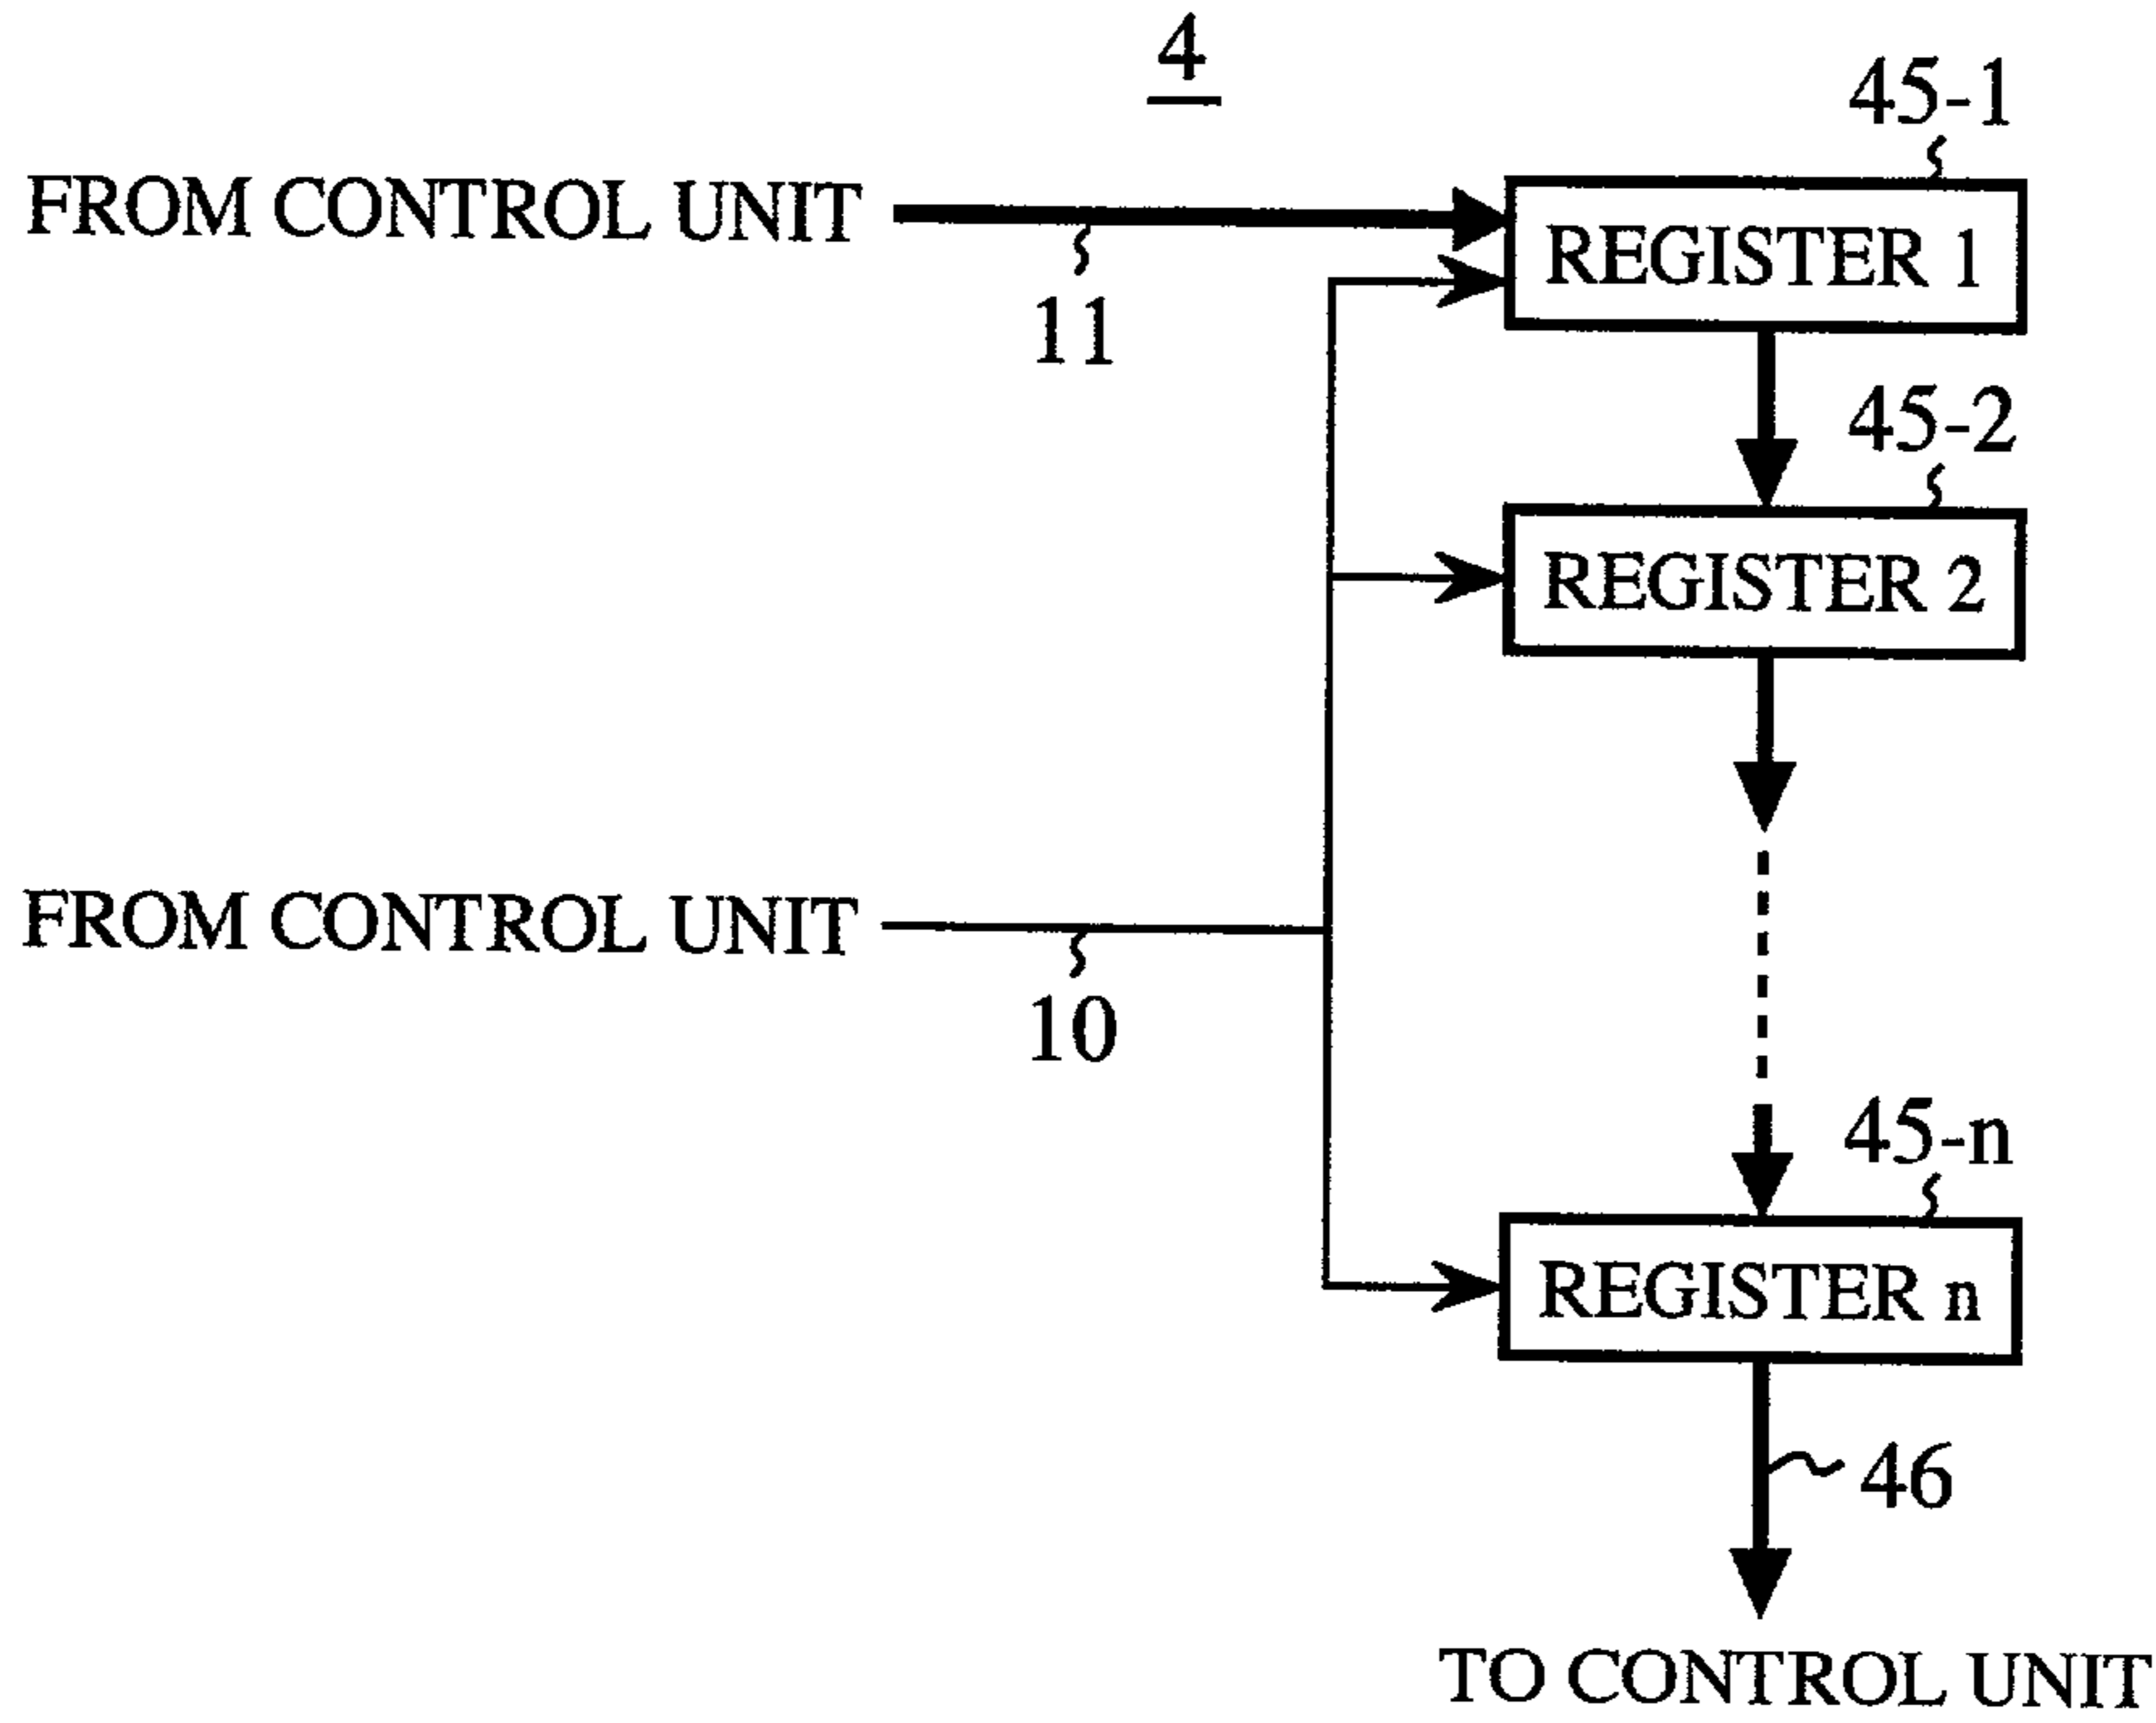 4
45-1
FROM CONTROL UNIT
REGISTER 1
11
45-2
REGISTER 2
FROM CONTROL UNIT
10
45-n
REGISTER n
46
TO CONTROL UNIT